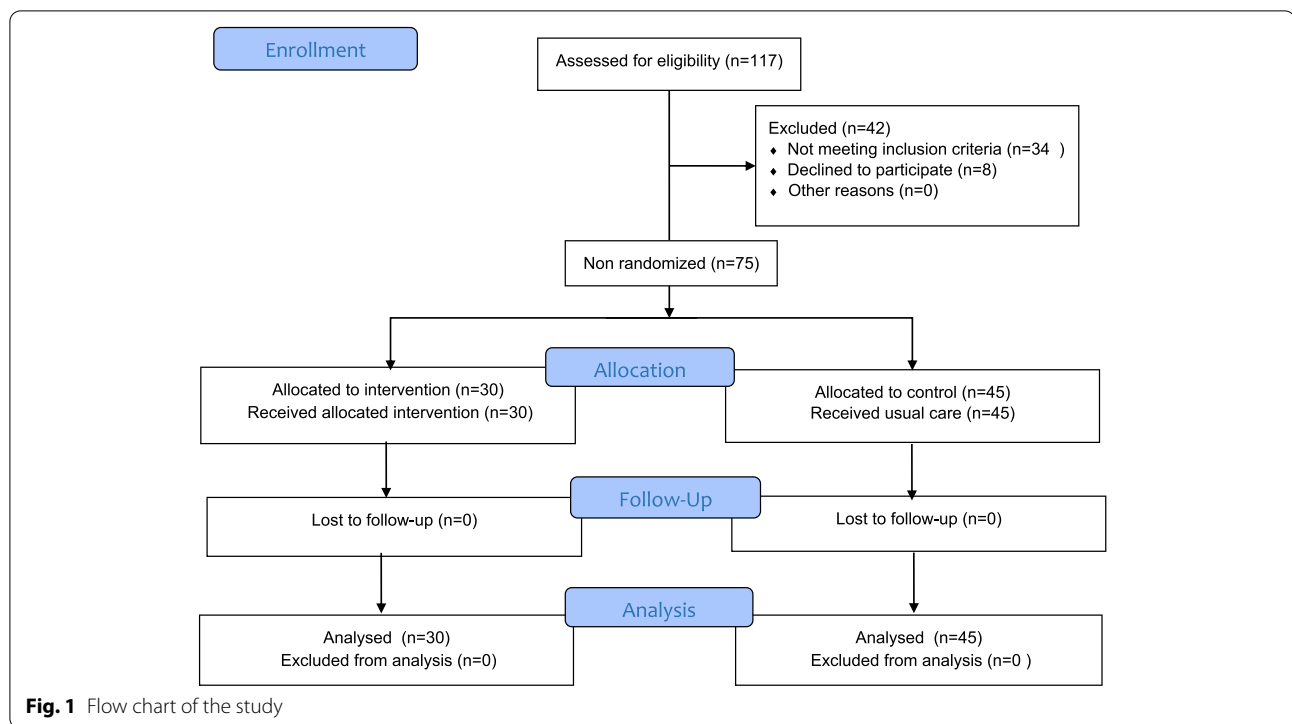 Enrollment
Assessed for eligibility (n=117)
Excluded (n=42)
♦ Not meeting inclusion criteria (n=34 )
♦ Declined to participate (n=8)
♦ Other reasons (n=0)
Non randomized (n=75)
Allocation
Allocated to intervention (n=30)
Received allocated intervention (n=30)
Allocated to control (n=45)
Received usual care (n=45)
Follow-Up
Lost to follow-up (n=0)
Lost to follow-up (n=0)
Analysis
Analysed (n=30)
Excluded from analysis (n=0)
Analysed (n=45)
Excluded from analysis (n=0 )
Fig. 1 Flow chart of the study